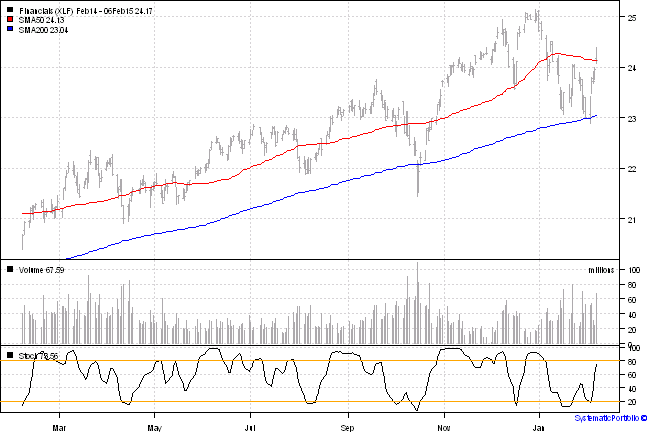 Financials (XLF) Feb14 - 06Feb15 24.17
SMA50 24.13
SMA200 23.04
25
24
23
22
21
Volume 67.59
millions
100
80
60
40
20
0
Stoch
100
80
60
40
20
Mar May Jul Sep Nov Jan
SystematicPortfolio ©